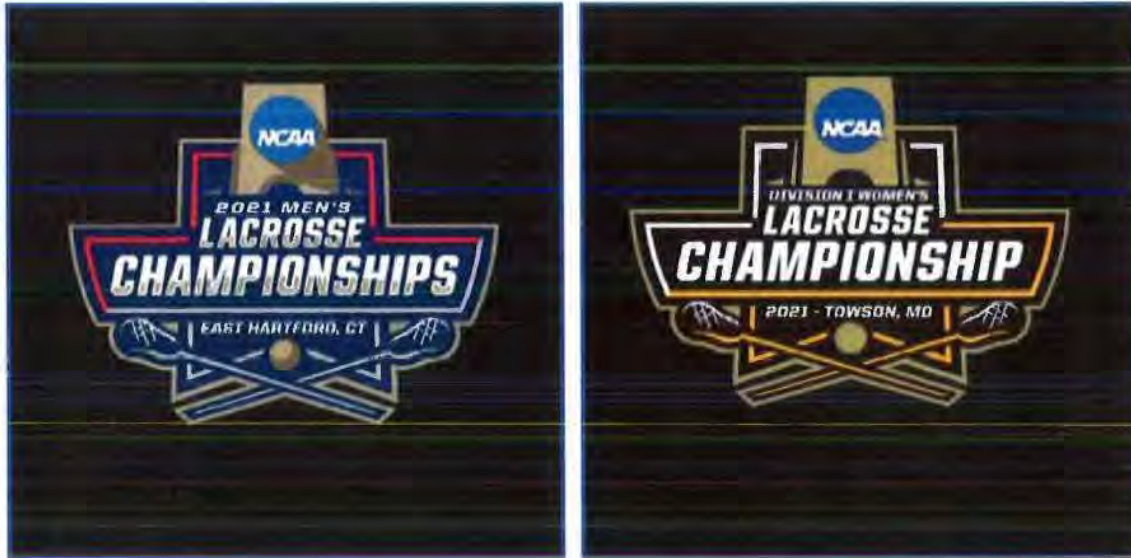 NCAA
2021 MEN'S
LACROSSE
CHAMPIONSHIPS
EAST HARTFORD, CT
NCAA
DIVISION I WOMEN'S
LACROSSE
CHAMPIONSHIP
2021 - TOWSON, MD